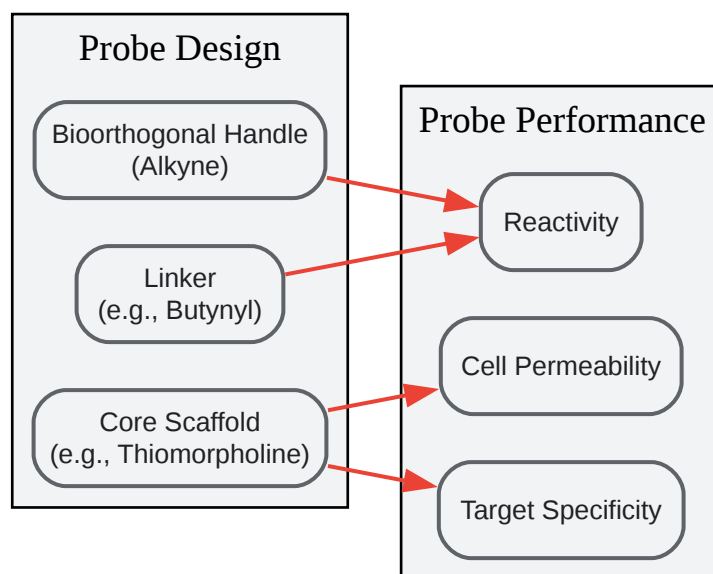 Probe Design
Bioorthogonal Handle
(Alkyne)
Linker
(e.g., Butynyl)
Core Scaffold
(e.g., Thiomorpholine)
Probe Performance
Reactivity
Cell Permeability
Target Specificity